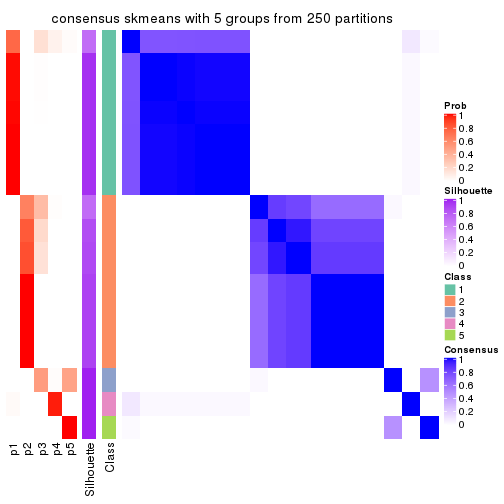 consensus skmeans with 5 groups from 250 partitions
Prob
1
0.8
0.6
0.4
0.2
0
Silhouette
1
0.8
0.6
0.4
0.2
0
Class
1
2
3
4
5
Consensus
1
0.8
0.6
0.4
0.2
0
p1
p2
p3
p4
p5
Silhouette
Class